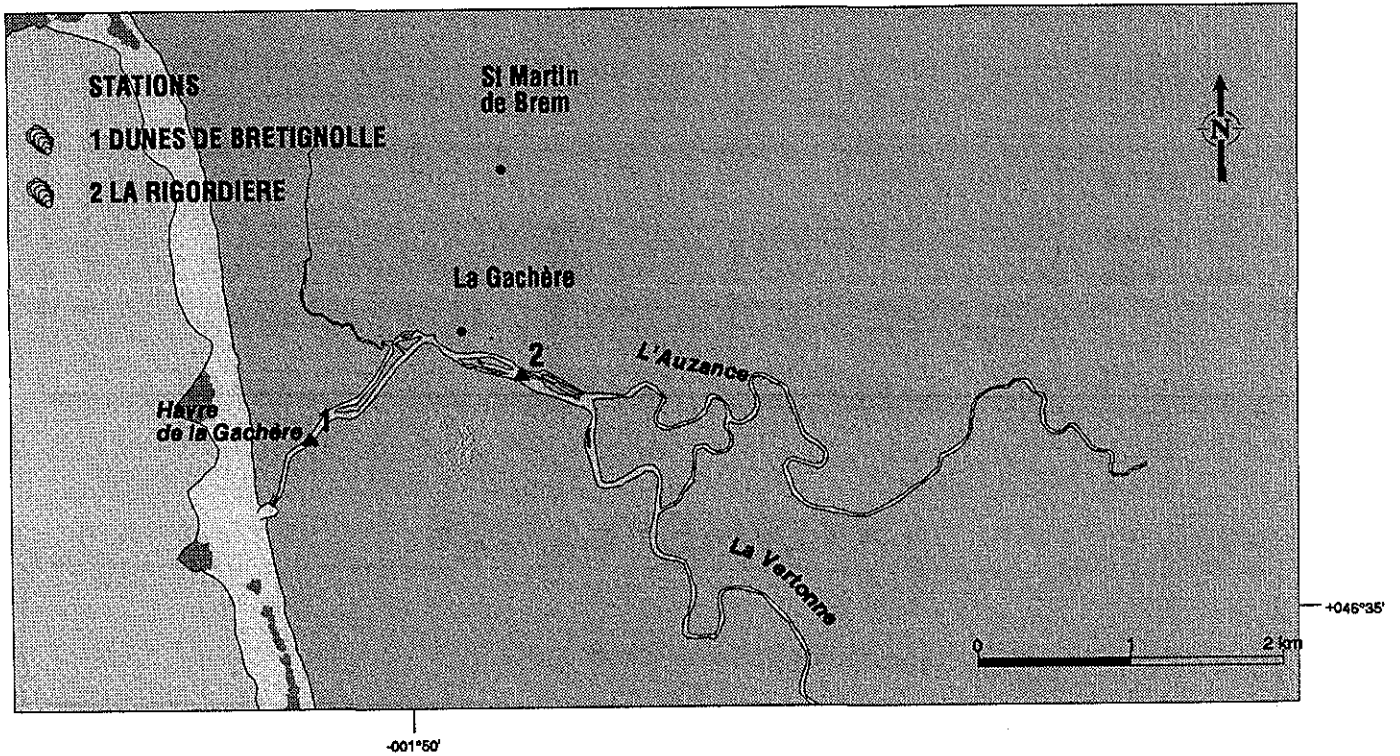 STATIONS
1 DUNES DE BRETIGNOLLE
2 LA RIGORDIERE
St Martin
de Brem
N
La Gachère
2
L'Auzance
1
Havre
de la Gachère
La Vertonne
+046°35'
0 1 2 km
-001°50'